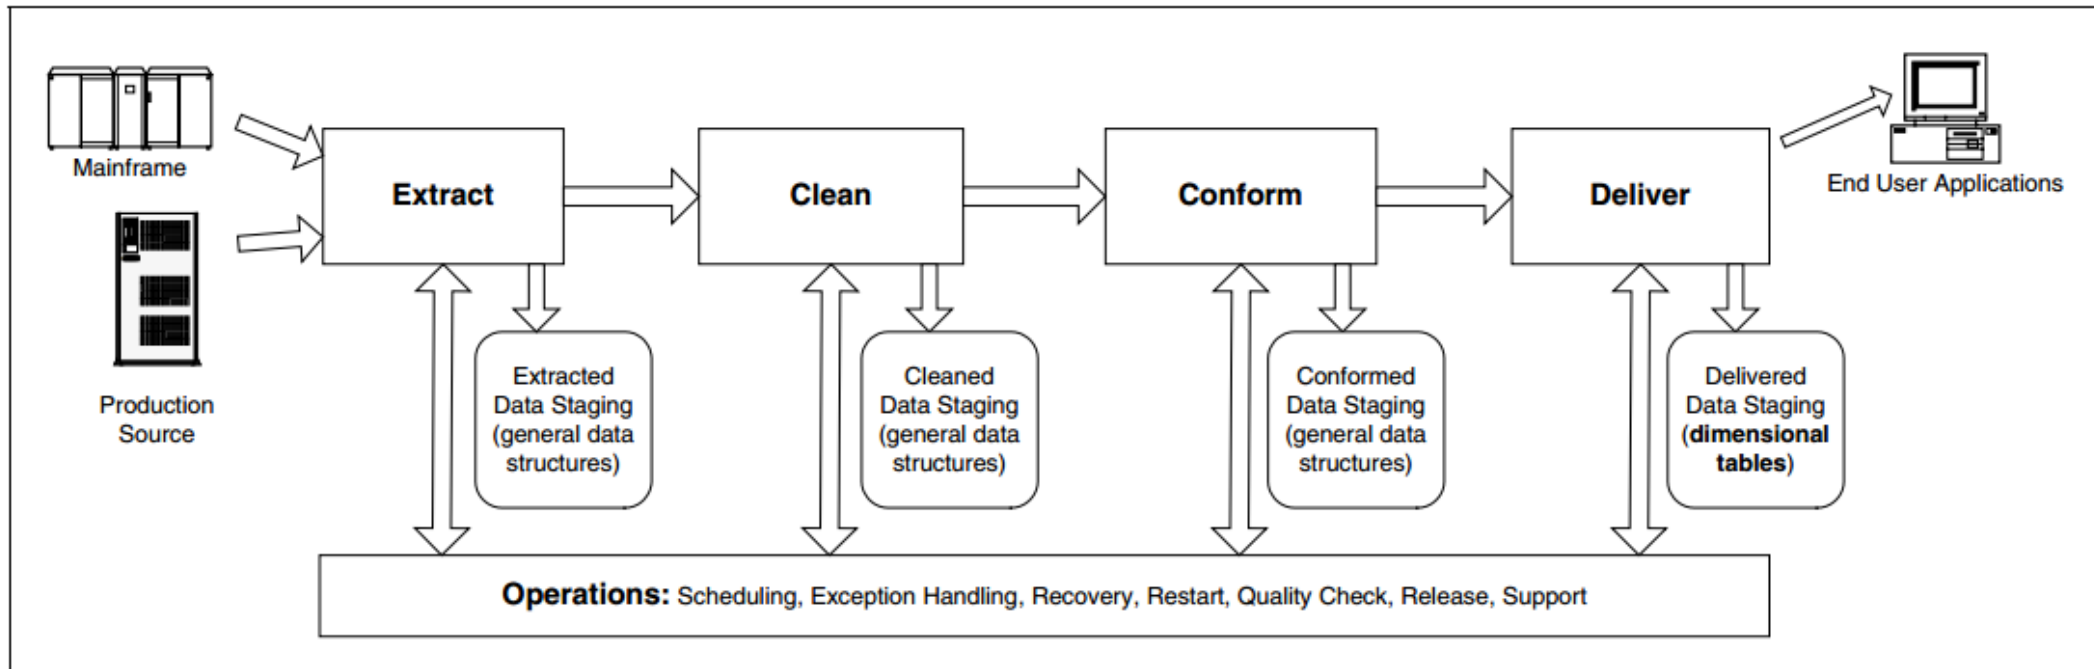 Mainframe
Production
Source
Extract
Clean
Conform
Deliver
End User Applications
Extracted
Data Staging
(general data
structures)
Cleaned
Data Staging
(general data
structures)
Conformed
Data Staging
(general data
structures)
Delivered
Data Staging
(dimensional
tables)
Operations: Scheduling, Exception Handling, Recovery, Restart, Quality Check, Release, Support